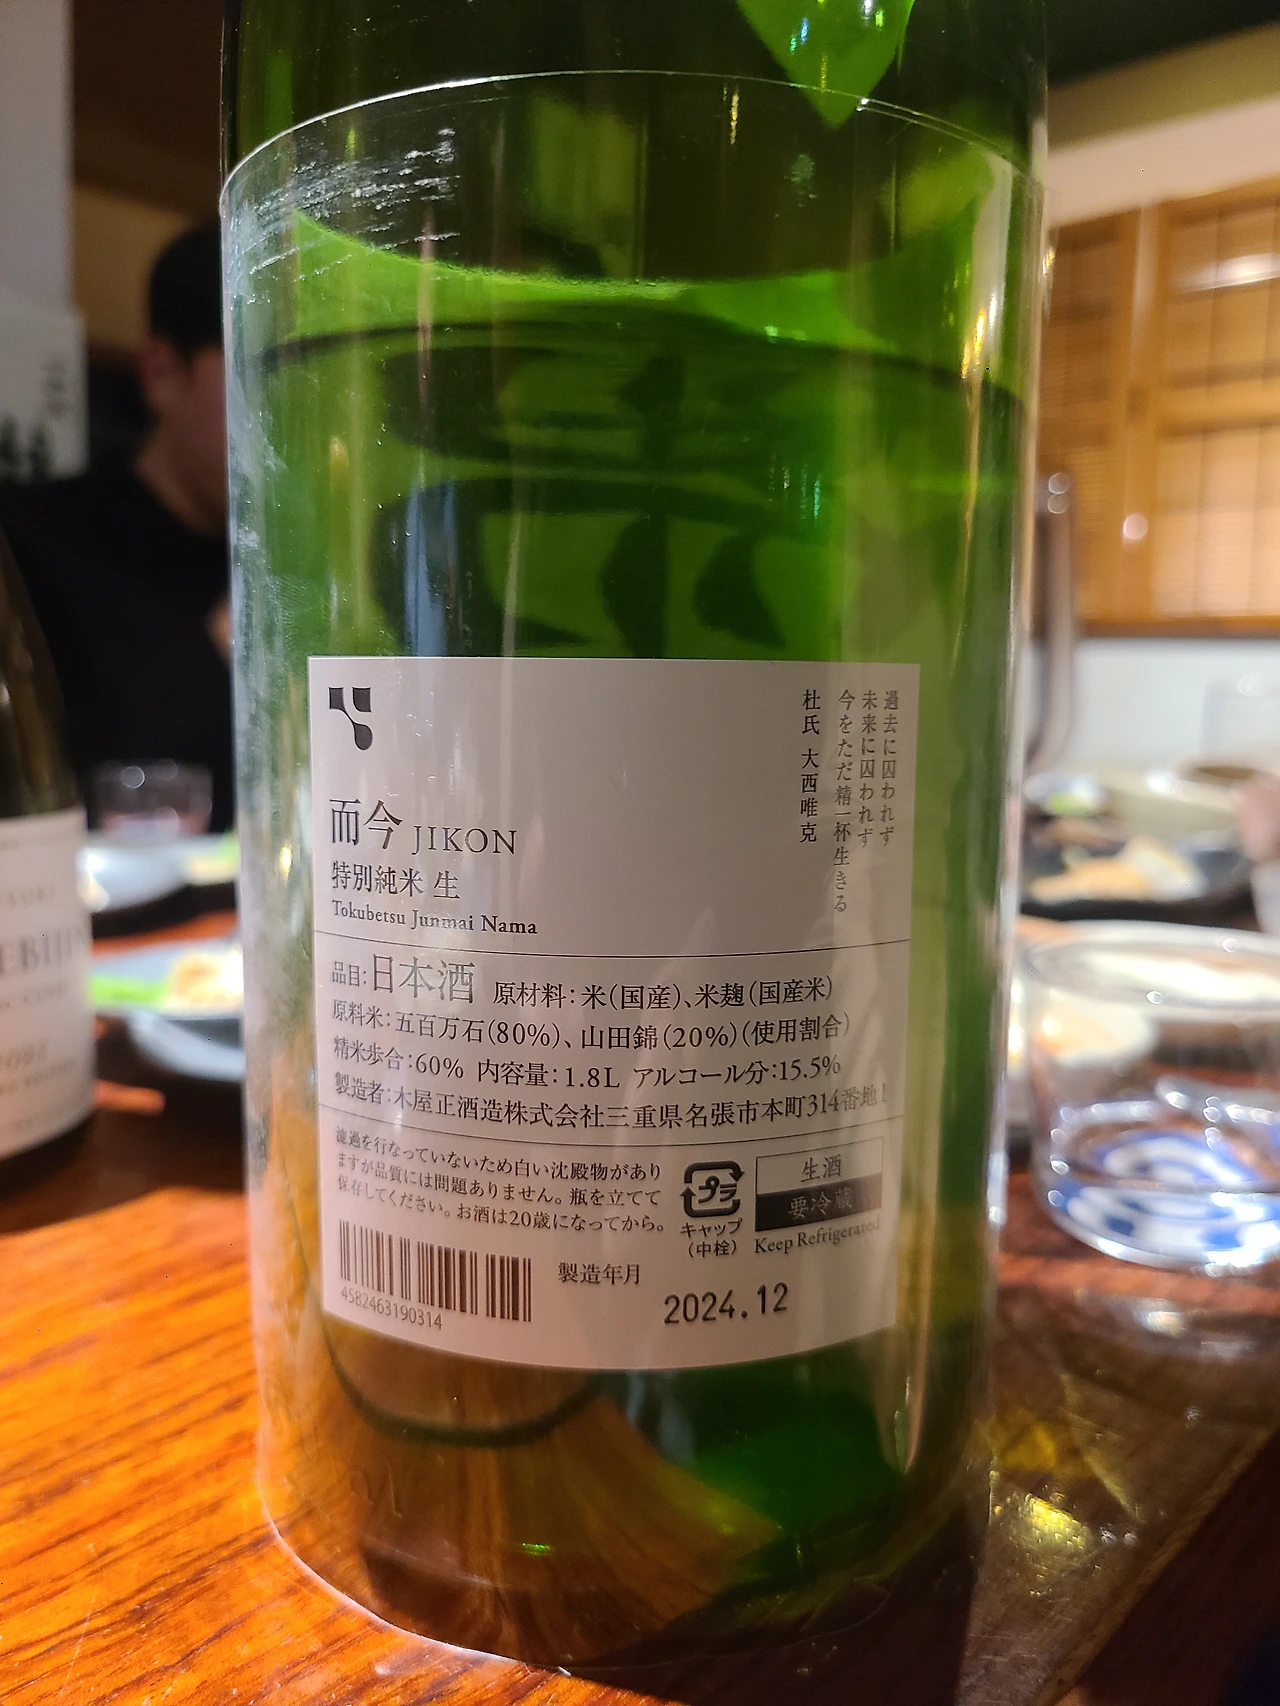 過去に囚われず
未来に囚われず
今をただ精一杯生きる
杜氏 大西唯克
而今 JIKON
特別純米 生
Tokubetsu Junmai Nama
品目:日本酒 原材料:米(国産)、米麹(国産米)
原料米:五百万石(80%)、山田錦(20%)(使用割合)
精米歩合:60% 内容量:1.8L アルコール分:15.5%
製造者:木屋正酒造株式会社三重県名張市本町314番地1
濾過を行なっていないため白い沈殿物があり
ますが品質には問題ありません。瓶を立てて
保存してください。お酒は20歳になってから。
プラ
キャップ
(中栓)
生酒
要冷蔵
Keep Refrigerated
4582463190314
製造年月
2024.12